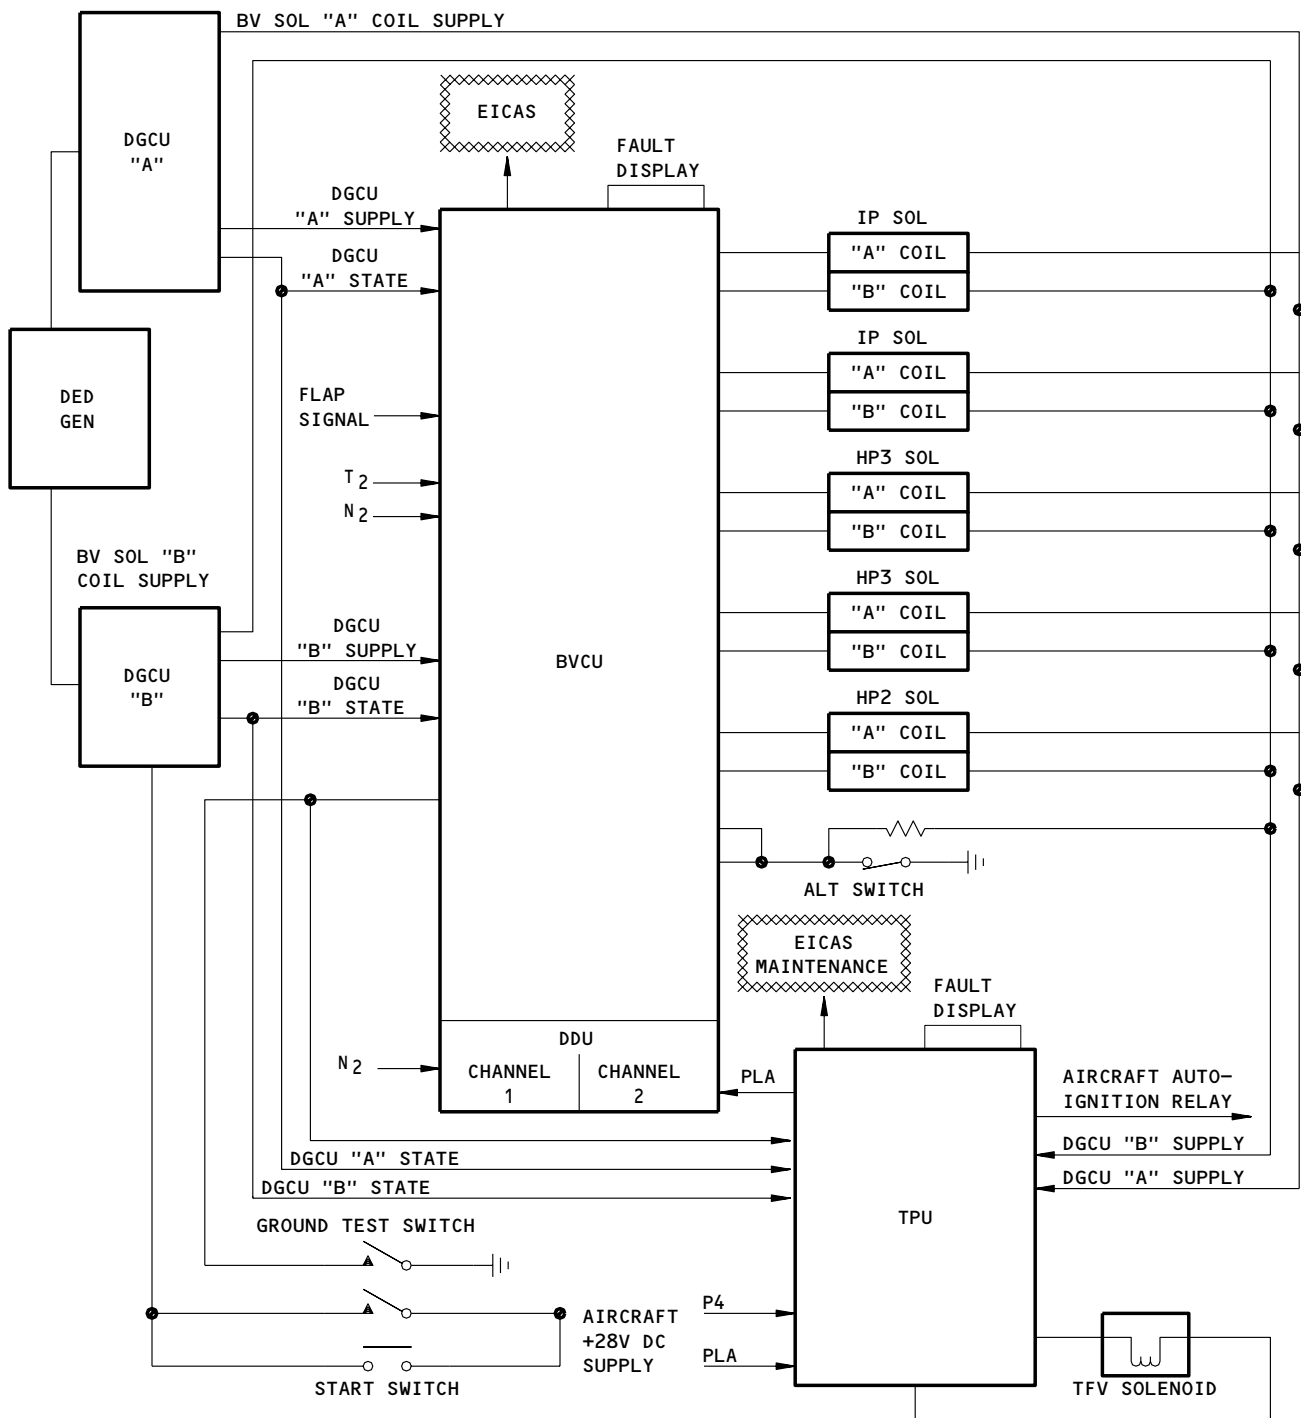 BV SOL "A" COIL SUPPLY
DGCU
"A"
EICAS
FAULT
DISPLAY
DGCU
"A" SUPPLY
DGCU
"A" STATE
IP SOL
"A" COIL
"B" COIL
IP SOL
"A" COIL
"B" COIL
DED
GEN
FLAP
SIGNAL
T2
N2
HP3 SOL
"A" COIL
"B" COIL
BV SOL "B"
COIL SUPPLY
HP3 SOL
"A" COIL
"B" COIL
DGCU
"B"
DGCU
"B" SUPPLY
DGCU
"B" STATE
BVCU
HP2 SOL
"A" COIL
"B" COIL
ALT SWITCH
EICAS
MAINTENANCE
FAULT
DISPLAY
N2
DDU
CHANNEL
1
CHANNEL
2
PLA
AIRCRAFT AUTO-
IGNITION RELAY
DGCU "B" SUPPLY
DGCU "A" SUPPLY
DGCU "A" STATE
DGCU "B" STATE
TPU
GROUND TEST SWITCH
AIRCRAFT
+28V DC
SUPPLY
P4
PLA
START SWITCH
TFV SOLENOID